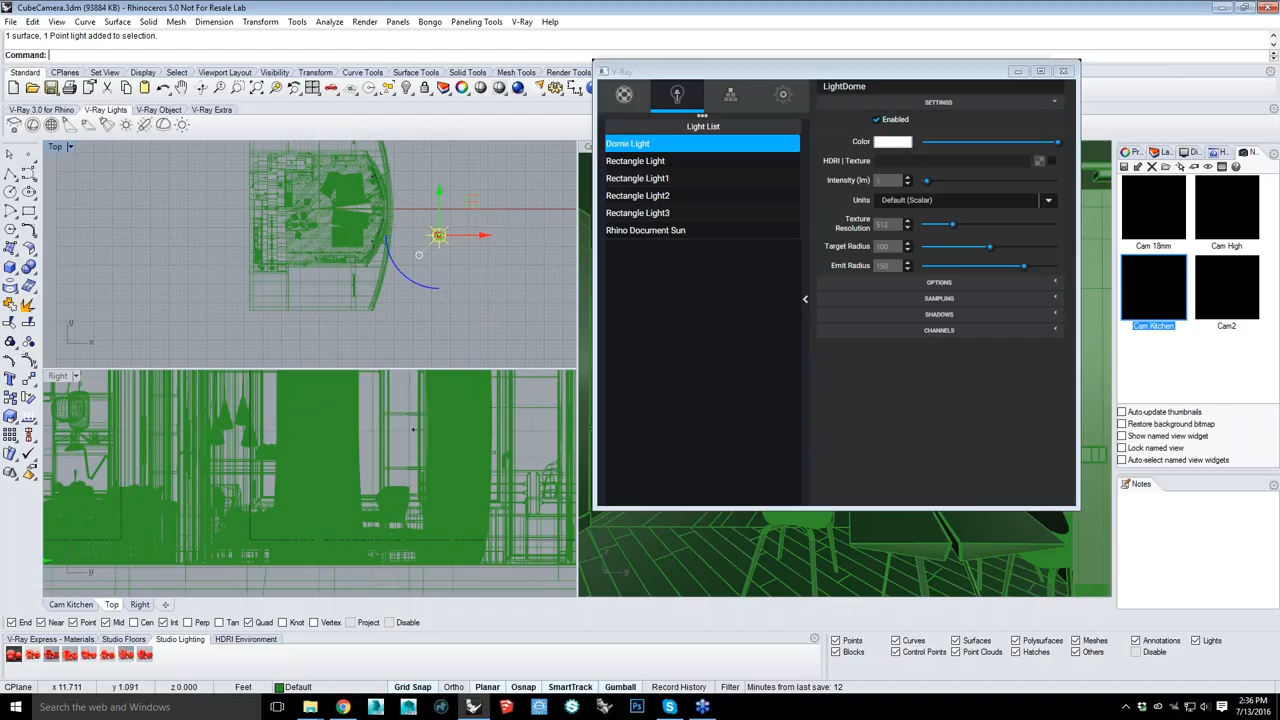 CubeCamera.3dm (93884 KB) - Rhinoceros 5.0 Not For Resale Lab
File Edit View Curve Surface Solid Mesh Dimension Transform Tools Analyze Render Panels Bongo Paneling Tools V-Ray Help
1 surface, 1 Point light added to selection.
Command:
Standard CPlanes Set View Display Select Viewport Layout Visibility Transform Curve Tools Surface Tools Solid Tools Mesh Tools Render Tools
V-Ray 3.0 for Rhino V-Ray Lights V-Ray Object V-Ray Extra
Top
Right
V-Ray
Light List
Dome Light
Rectangle Light
Rectangle Light1
Rectangle Light2
Rectangle Light3
Rhino Document Sun
LightDome
SETTINGS
Enabled
Color
HDRI | Texture
Intensity (lm) 1
Units Default (Scalar)
Texture Resolution 512
Target Radius 100
Emit Radius 150
OPTIONS
SAMPLING
SHADOWS
CHANNELS
Cam 18mm Cam High
Cam Kitchen Cam2
Auto-update thumbnails
Restore background bitmap
Show named view widget
Lock named view
Auto-select named view widgets
Notes
y
x
y
y
Cam Kitchen Top Right
End Near Point Mid Cen Int Perp Tan Quad Knot Vertex Project Disable
V-Ray Express - Materials Studio Floors Studio Lighting HDRI Environment
Points Curves Surfaces Polysurfaces Meshes Annotations Lights
Blocks Control Points Point Clouds Hatches Others Disable
CPlane x 11.711 y 1.091 z 0.000 Feet Default Grid Snap Ortho Planar Osnap SmartTrack Gumball Record History Filter Minutes from last save: 12
Search the web and Windows
2:36 PM
7/13/2016